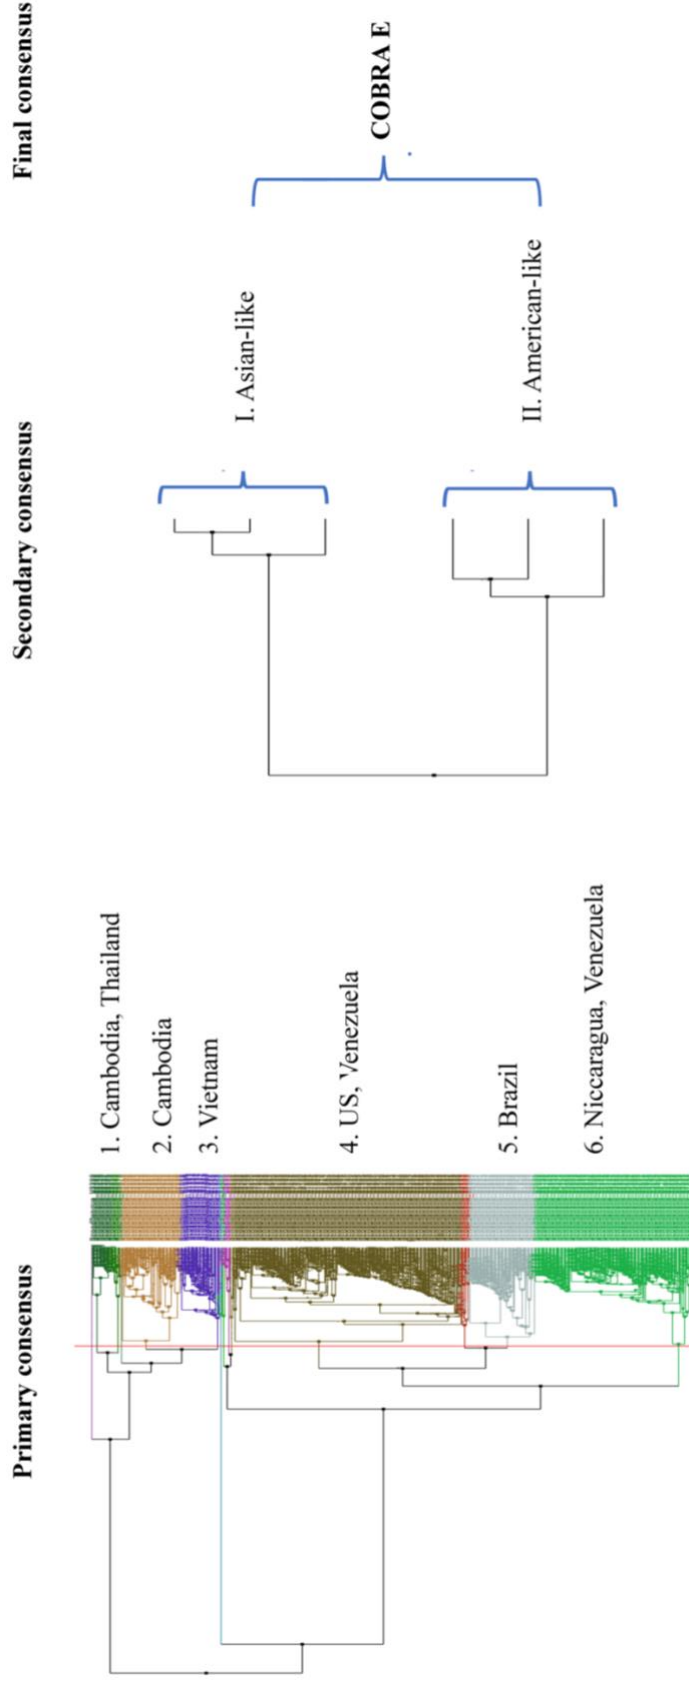 Primary consensus
Secondary consensus
Final consensus
1. Cambodia, Thailand
2. Cambodia
3. Vietnam
4. US, Venezuela
5. Brazil
6. Niccaragua, Venezuela
I. Asian-like
II. American-like
COBRA E